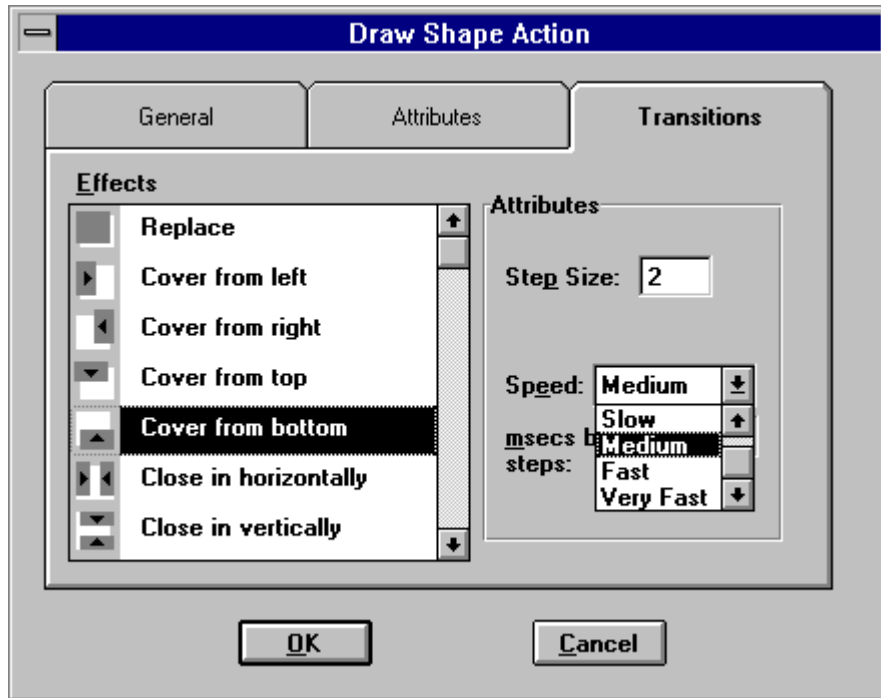 Draw Shape Action
General
Attributes
Transitions
Effects
Replace
Cover from left
Cover from right
Cover from top
Cover from bottom
Close in horizontally
Close in vertically
Attributes
Step Size: 2
Speed: Medium
Slow
Medium
Fast
Very Fast
msecs b
steps:
OK
Cancel